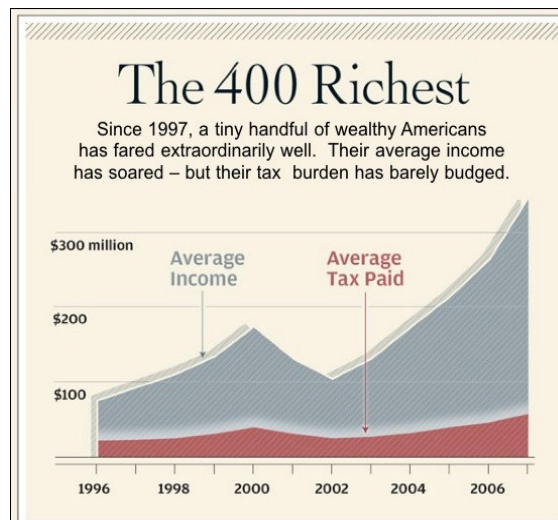 The 400 Richest
Since 1997, a tiny handful of wealthy Americans
has fared extraordinarily well. Their average income
has soared – but their tax burden has barely budged.
$300 million
Average
Income
Average
Tax Paid
$200
$100
1996 1998 2000 2002 2004 2006